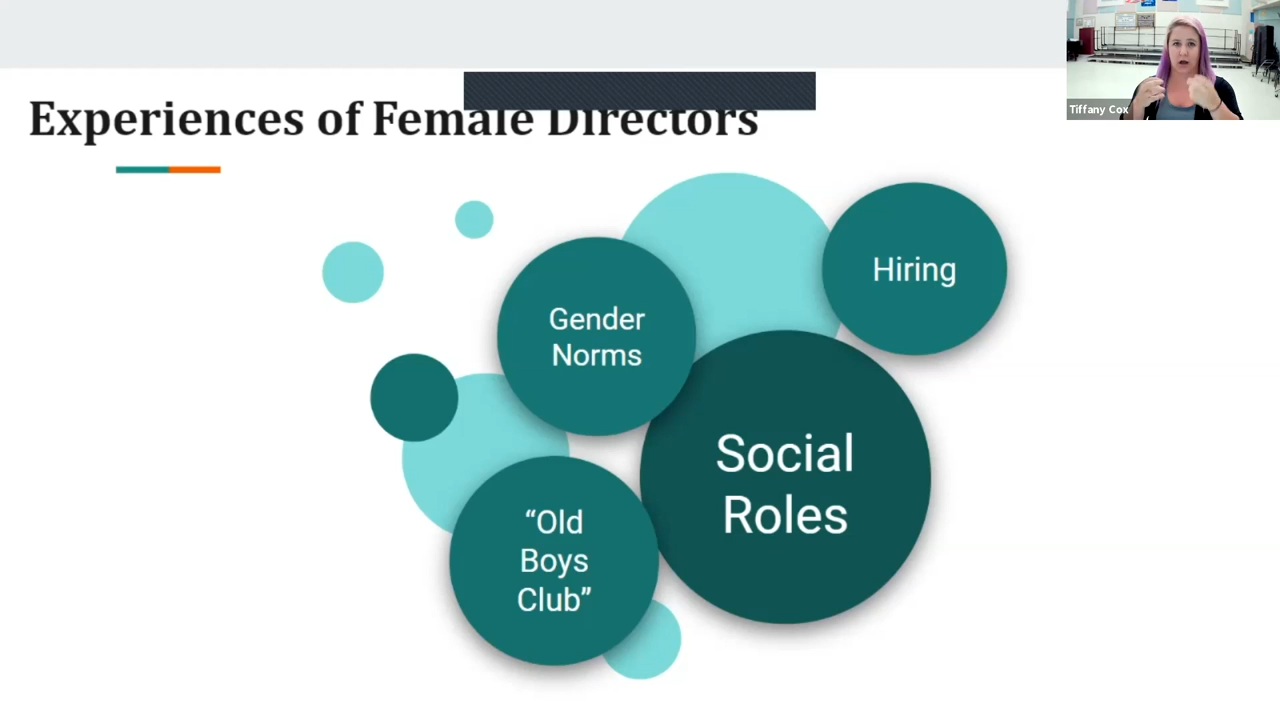 Experiences of Female Directors
Tiffany Cox
Hiring
Gender
Norms
Social
Roles
“Old
Boys
Club”